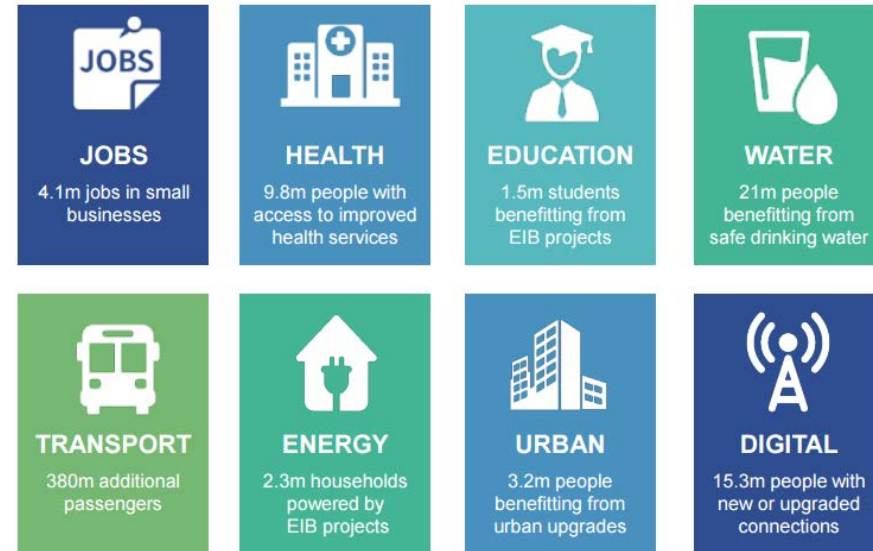 JOBS
JOBS
4.1m jobs in small
businesses
HEALTH
9.8m people with
access to improved
health services
EDUCATION
1.5m students
benefitting from
EIB projects
WATER
21m people
benefitting from
safe drinking water
TRANSPORT
380m additional
passengers
ENERGY
2.3m households
powered by
EIB projects
URBAN
3.2m people
benefitting from
urban upgrades
DIGITAL
15.3m people with
new or upgraded
connections